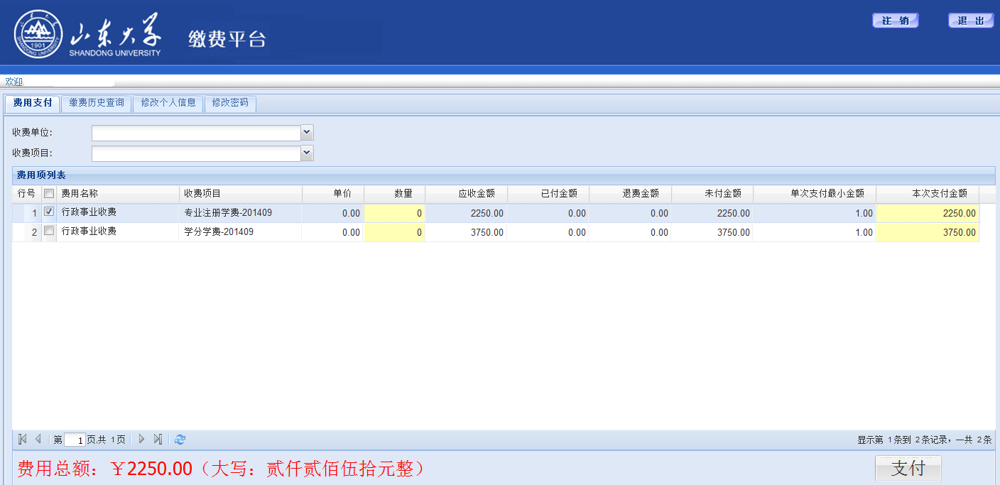 山东大学
SHANDONG UNIVERSITY
1901
缴费平台
注 销 退 出
欢迎
费用支付 缴费历史查询 修改个人信息 修改密码
收费单位:
收费项目:
费用项列表
行号 费用名称 收费项目 单价 数量 应收金额 已付金额 退费金额 未付金额 单次支付最小金额 本次支付金额
1 行政事业收费 专业注册学费-201409 0.00 0 2250.00 0.00 0.00 2250.00 1.00 2250.00
2 行政事业收费 学分学费-201409 0.00 0 3750.00 0.00 0.00 3750.00 1.00 3750.00
第 1 页,共 1页 显示第 1条到 2条记录，一共 2条
费用总额：￥2250.00（大写：贰仟贰佰伍拾元整） 支付